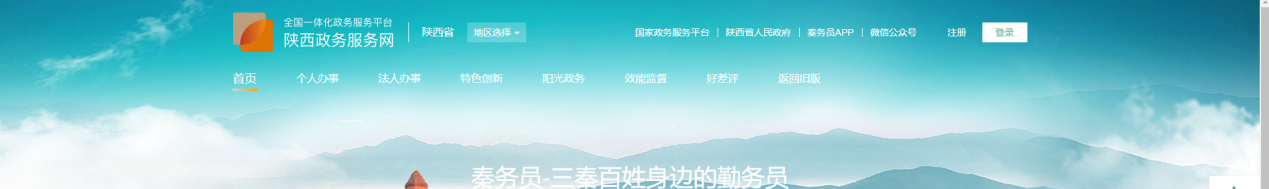 全国一体化政务服务平台
陕西政务服务网
陕西省
地区选择
国家政务服务平台 | 陕西省人民政府 | 秦务员APP | 微信公众号
注册
登录
首页 个人办事 法人办事 特色创新 阳光政务 效能监督 好差评 返回旧版
秦务员-三秦百姓身边的勤务员